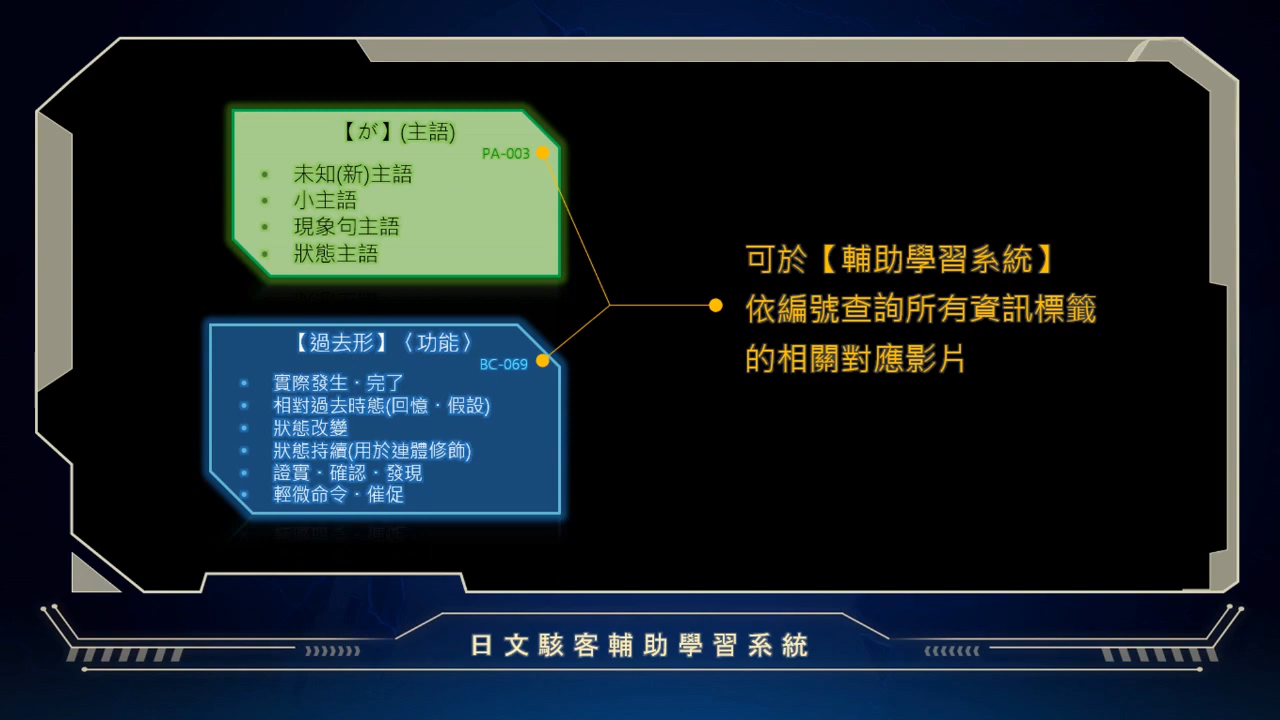 【が】(主語)
PA-003
• 未知(新)主語
• 小主語
• 現象句主語
• 狀態主語
【過去形】〈功能〉
BC-069
• 實際發生・完了
• 相對過去時態(回憶・假設)
• 狀態改變
• 狀態持續(用於連體修飾)
• 證實・確認・發現
• 輕微命令・催促
可於【輔助學習系統】
依編號查詢所有資訊標籤
的相關對應影片
日文駭客輔助學習系統